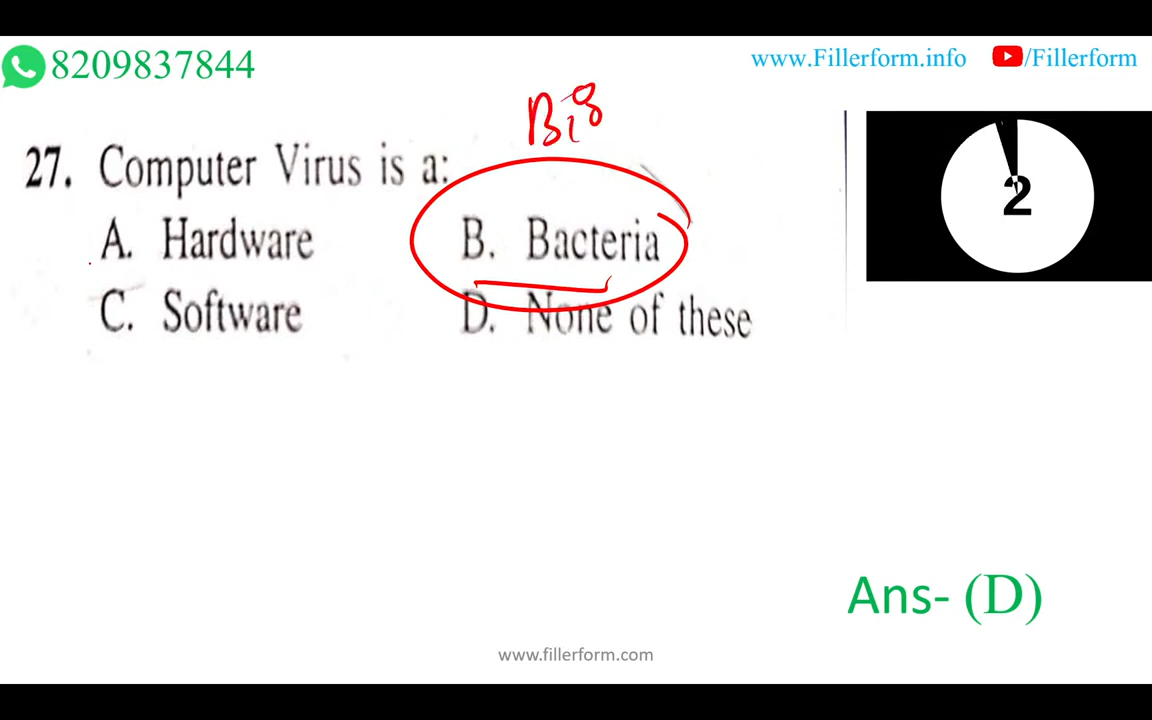 8209837844
www.Fillerform.info /Fillerform
Bi8
27. Computer Virus is a:
2
A. Hardware B. Bacteria
C. Software D. None of these
Ans- (D)
www.fillerform.com